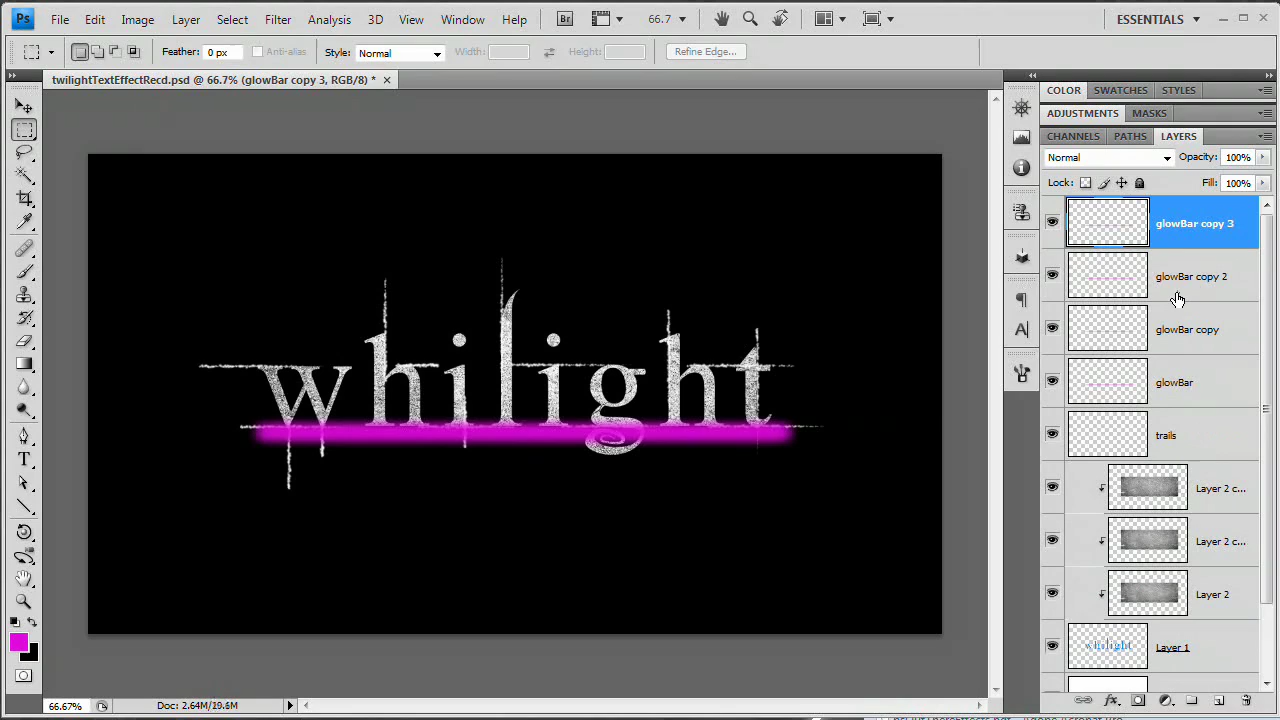 Ps File Edit Image Layer Select Filter Analysis 3D View Window Help Br 66.7 ESSENTIALS
Feather: 0 px Anti-alias Style: Normal Width: Height: Refine Edge...
twilightTextEffectRecd.psd @ 66.7% (glowBar copy 3, RGB/8) *
COLOR SWATCHES STYLES
ADJUSTMENTS MASKS
CHANNELS PATHS LAYERS
Normal Opacity: 100%
Lock: Fill: 100%
glowBar copy 3
glowBar copy 2
glowBar copy
glowBar
trails
Layer 2 c...
Layer 2 c...
Layer 2
Layer 1
whilight
66.67% Doc: 2.64M/19.6M